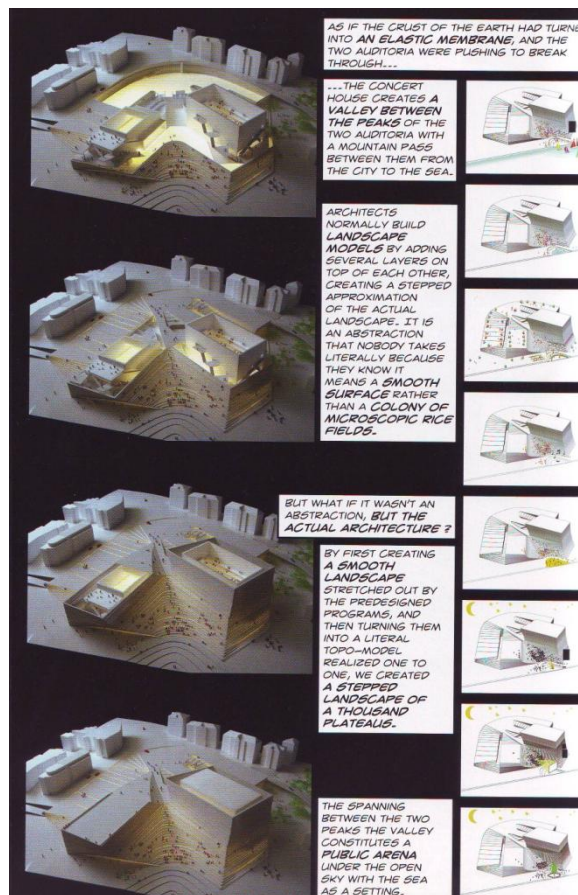 AS IF THE CRUST OF THE EARTH HAD TURNE
INTO AN ELASTIC MEMBRANE, AND THE
TWO AUDITORIA WERE PUSHING TO BREAK
THROUGH...
...THE CONCERT
HOUSE CREATES A
VALLEY BETWEEN
THE PEAKS OF THE
TWO AUDITORIA WITH
A MOUNTAIN PASS
BETWEEN THEM FROM
THE CITY TO THE SEA.
ARCHITECTS
NORMALLY BUILD
LANDSCAPE
MODELS BY ADDING
SEVERAL LAYERS ON
TOP OF EACH OTHER,
CREATING A STEPPED
APPROXIMATION
OF THE ACTUAL
LANDSCAPE. IT IS
AN ABSTRACTION
THAT NOBODY TAKES
LITERALLY BECAUSE
THEY KNOW IT
MEANS A SMOOTH
SURFACE RATHER
THAN A COLONY OF
MICROSCOPIC RICE
FIELDS.
BUT WHAT IF IT WASN'T AN
ABSTRACTION, BUT THE
ACTUAL ARCHITECTURE ?
BY FIRST CREATING
A SMOOTH
LANDSCAPE
STRETCHED OUT BY
THE PREDESIGNED
PROGRAMS, AND
THEN TURNING THEM
INTO A LITERAL
TOPO-MODEL
REALIZED ONE TO
ONE, WE CREATED
A STEPPED
LANDSCAPE OF
A THOUSAND
PLATEAUS.
THE SPANNING
BETWEEN THE TWO
PEAKS THE VALLEY
CONSTITUTES A
PUBLIC ARENA
UNDER THE OPEN
SKY WITH THE SEA
AS A SETTING.